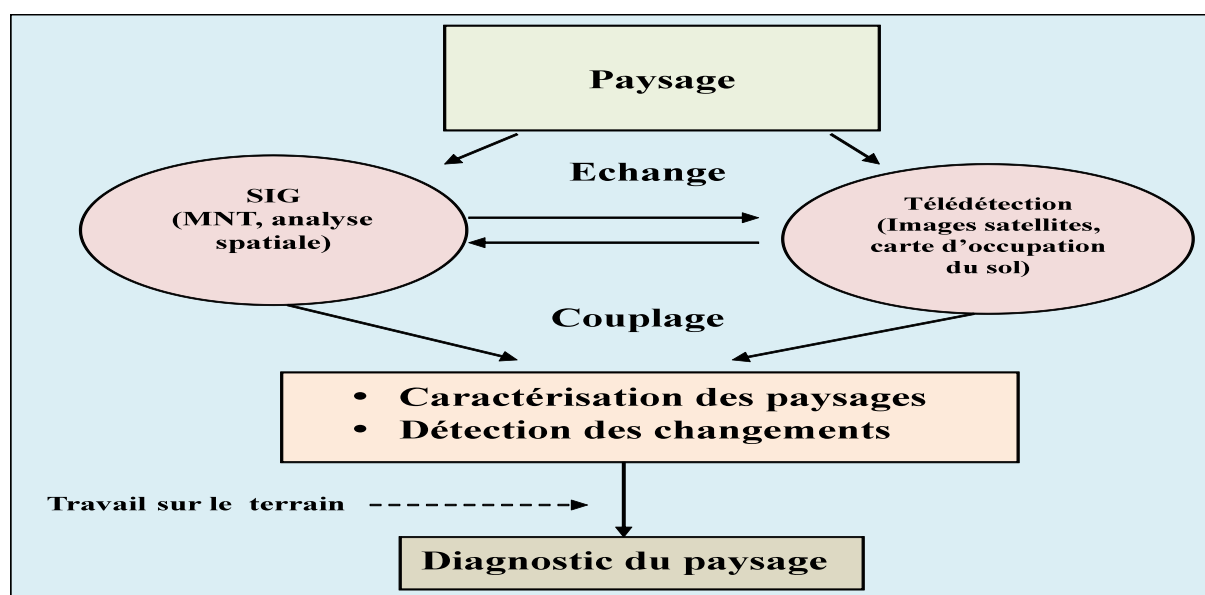 Paysage
Echange
SIG
(MNT, analyse
spatiale)
Télédétection
(Images satellites,
carte d’occupation
du sol)
Couplage
• Caractérisation des paysages
• Détection des changements
Travail sur le terrain
Diagnostic du paysage